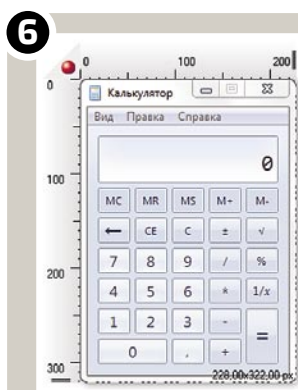 6
0 100 200
0
Калькулятор
Вид Правка Справка
0
100
MC MR MS M+ M-
← CE C ± √
200
7 8 9 / %
4 5 6 * 1/x
1 2 3 - =
0 , +
300
228,00x322,00 px